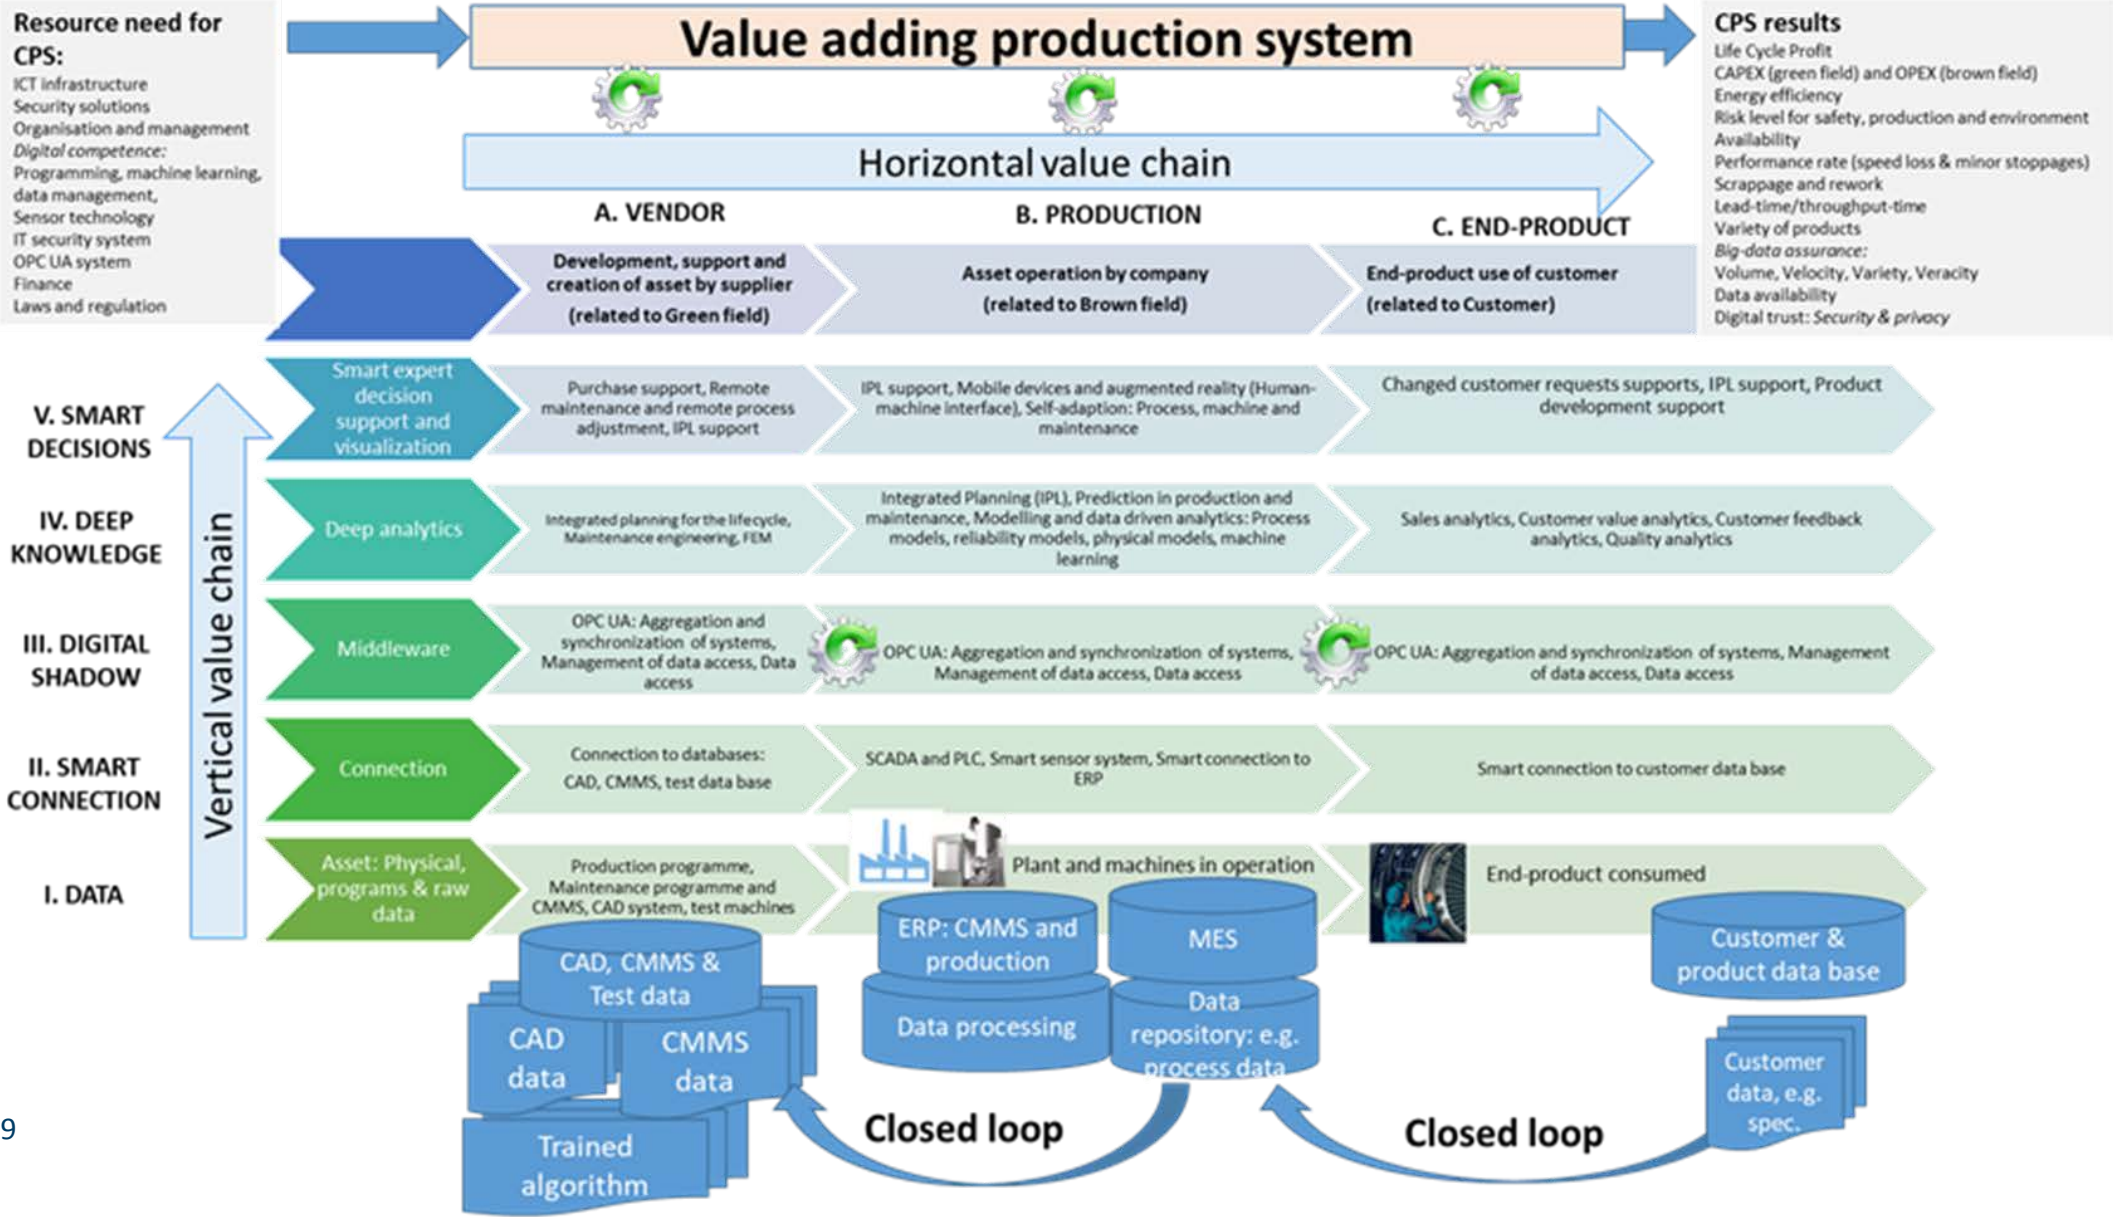 Resource need for
CPS:
ICT infrastructure
Security solutions
Organisation and management
Digital competence:
Programming, machine learning,
data management,
Sensor technology
IT security system
OPC UA system
Finance
Laws and regulation
Value adding production system
CPS results
Life Cycle Profit
CAPEX (green field) and OPEX (brown field)
Energy efficiency
Risk level for safety, production and environment
Availability
Performance rate (speed loss & minor stoppages)
Scrappage and rework
Lead-time/throughput-time
Variety of products
Big-data assurance:
Volume, Velocity, Variety, Veracity
Data availability
Digital trust: Security & privacy
Horizontal value chain
A. VENDOR
B. PRODUCTION
C. END-PRODUCT
Development, support and
creation of asset by supplier
(related to Green field)
Asset operation by company
(related to Brown field)
End-product use of customer
(related to Customer)
Vertical value chain
V. SMART
DECISIONS
Smart expert
decision
support and
visualization
Purchase support, Remote
maintenance and remote process
adjustment, IPL support
IPL support, Mobile devices and augmented reality (Human-
machine interface), Self-adaption: Process, machine and
maintenance
Changed customer requests supports, IPL support, Product
development support
IV. DEEP
KNOWLEDGE
Deep analytics
Integrated planning for the lifecycle,
Maintenance engineering, FEM
Integrated Planning (IPL), Prediction in production and
maintenance, Modelling and data driven analytics: Process
models, reliability models, physical models, machine
learning
Sales analytics, Customer value analytics, Customer feedback
analytics, Quality analytics
III. DIGITAL
SHADOW
Middleware
OPC UA: Aggregation and
synchronization of systems,
Management of data access, Data
access
OPC UA: Aggregation and synchronization of systems,
Management of data access, Data access
OPC UA: Aggregation and synchronization of systems, Management
of data access, Data access
II. SMART
CONNECTION
Connection
Connection to databases:
CAD, CMMS, test data base
SCADA and PLC, Smart sensor system, Smart connection to
ERP
Smart connection to customer data base
I. DATA
Asset: Physical,
programs & raw
data
Production programme,
Maintenance programme and
CMMS, CAD system, test machines
Plant and machines in operation
End-product consumed
CAD, CMMS &
Test data
CAD
data
CMMS
data
Trained
algorithm
ERP: CMMS and
production
Data processing
MES
Data
repository: e.g.
process data
Customer &
product data base
Customer
data, e.g.
spec.
Closed loop
Closed loop
9